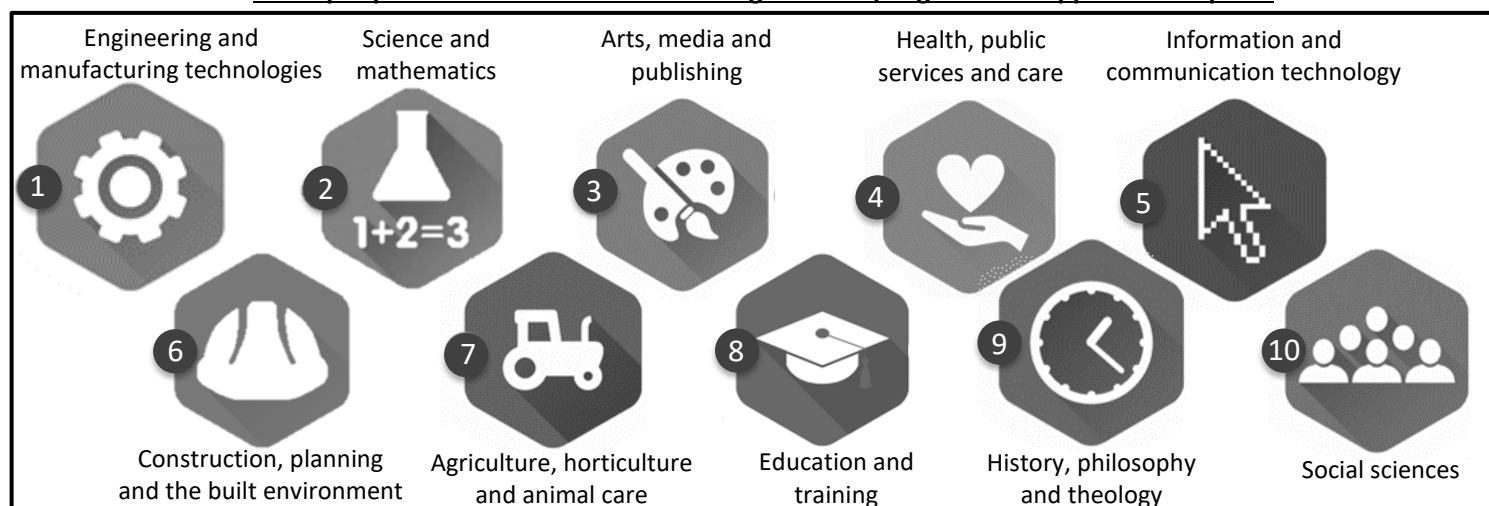 Engineering and
manufacturing technologies
Science and
mathematics
Arts, media and
publishing
Health, public
services and care
Information and
communication technology
1
2
1+2=3
3
4
5
6
7
8
9
10
Construction, planning
and the built environment
Agriculture, horticulture
and animal care
Education and
training
History, philosophy
and theology
Social sciences